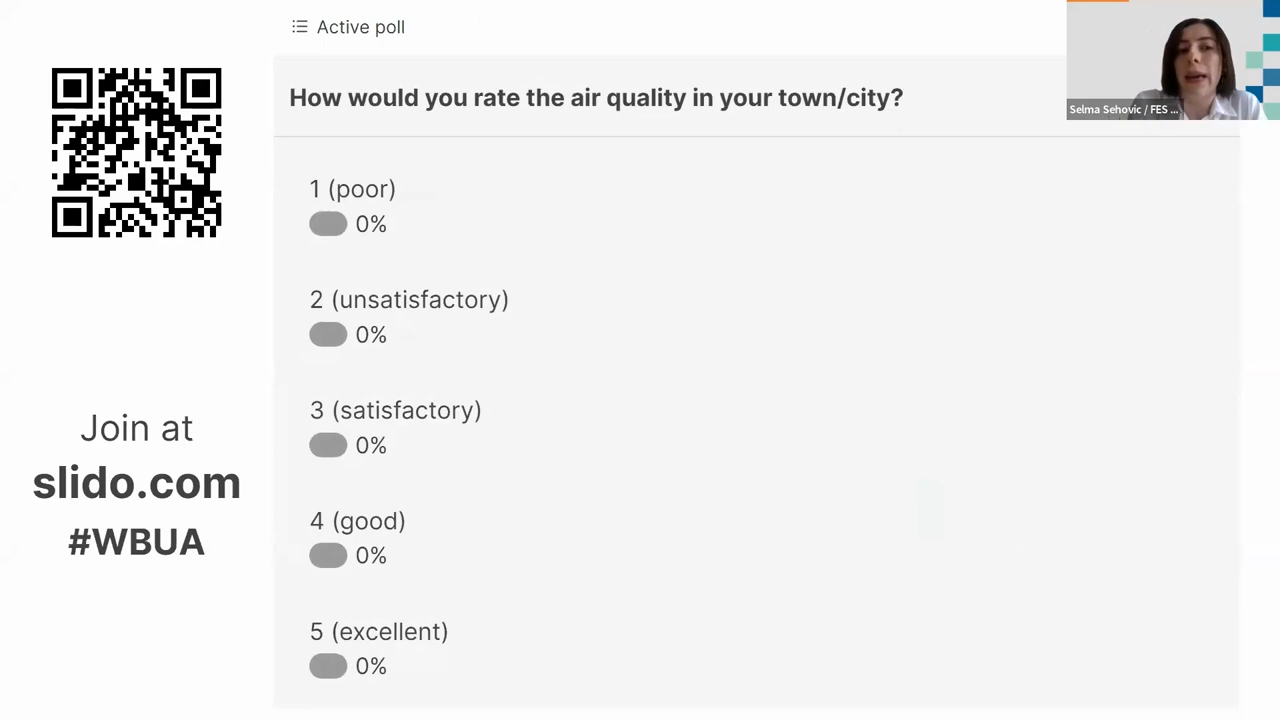 Active poll
Selma Sehovic / FES ...
How would you rate the air quality in your town/city?
1 (poor)
0%
2 (unsatisfactory)
0%
3 (satisfactory)
0%
4 (good)
0%
5 (excellent)
0%
Join at
slido.com
#WBUA